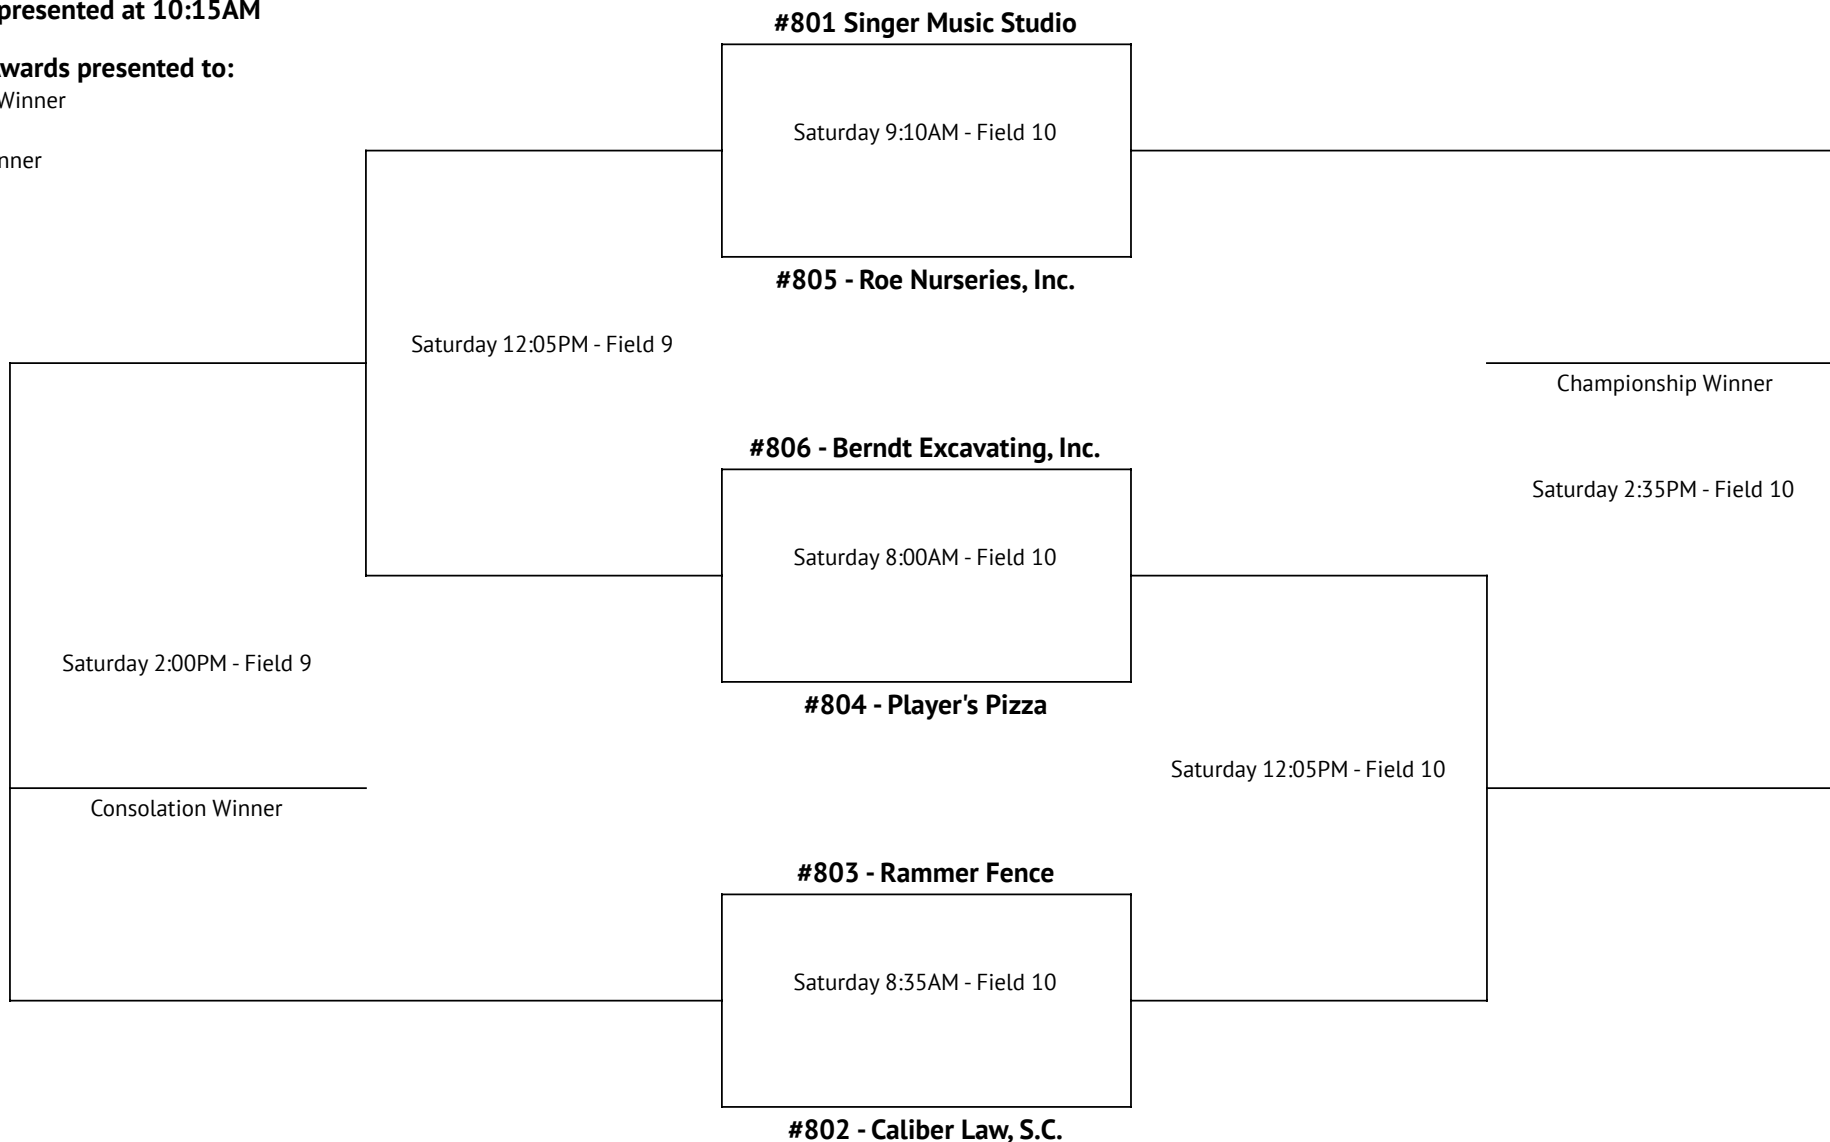 presented at 10:15AM
#801 Singer Music Studio
wards presented to:
Winner
Saturday 9:10AM - Field 10
nner
#805 - Roe Nurseries, Inc.
Saturday 12:05PM - Field 9
Championship Winner
#806 - Berndt Excavating, Inc.
Saturday 2:35PM - Field 10
Saturday 8:00AM - Field 10
Saturday 2:00PM - Field 9
#804 - Player's Pizza
Saturday 12:05PM - Field 10
Consolation Winner
#803 - Rammer Fence
Saturday 8:35AM - Field 10
#802 - Caliber Law, S.C.